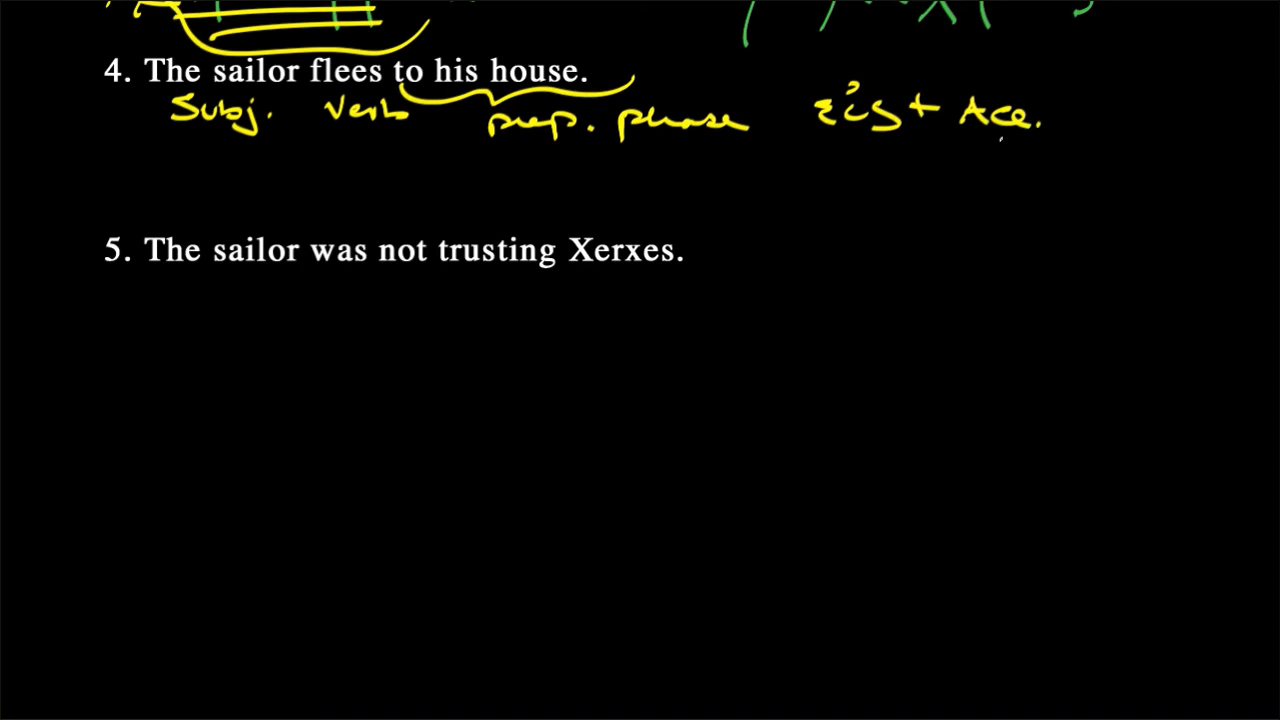 4. The sailor flees to his house.
Subj. Verb prep. phase εἰς + Acc.
5. The sailor was not trusting Xerxes.